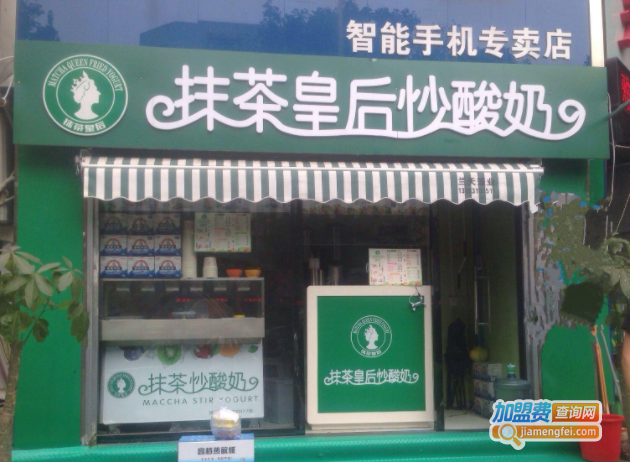 智能手机专卖店
MATCHA QUEEN FRIED YOGURT
抹茶皇后
抹茶皇后炒酸奶
抹茶炒酸奶
MACCHA STIR YOGURT
抹茶皇后炒酸奶
加盟费查询网
jiamengfei.com